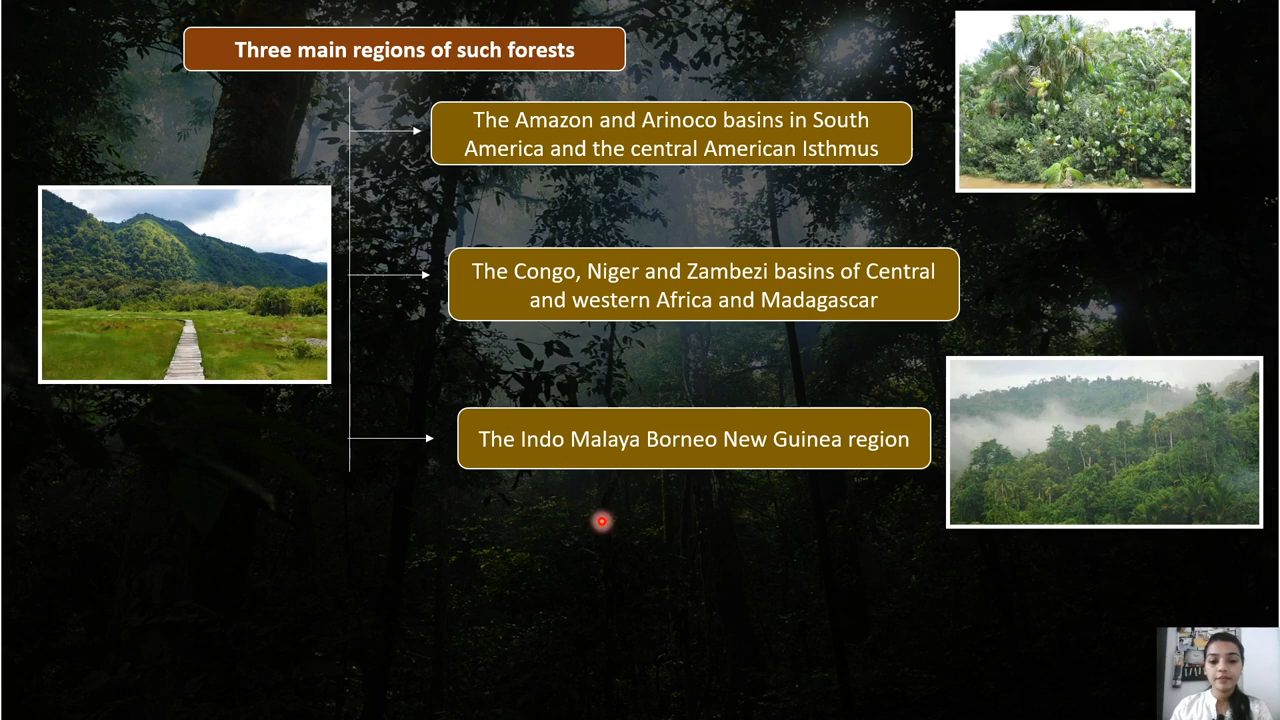 Three main regions of such forests
The Amazon and Arinoco basins in South
America and the central American Isthmus
The Congo, Niger and Zambezi basins of Central
and western Africa and Madagascar
The Indo Malaya Borneo New Guinea region